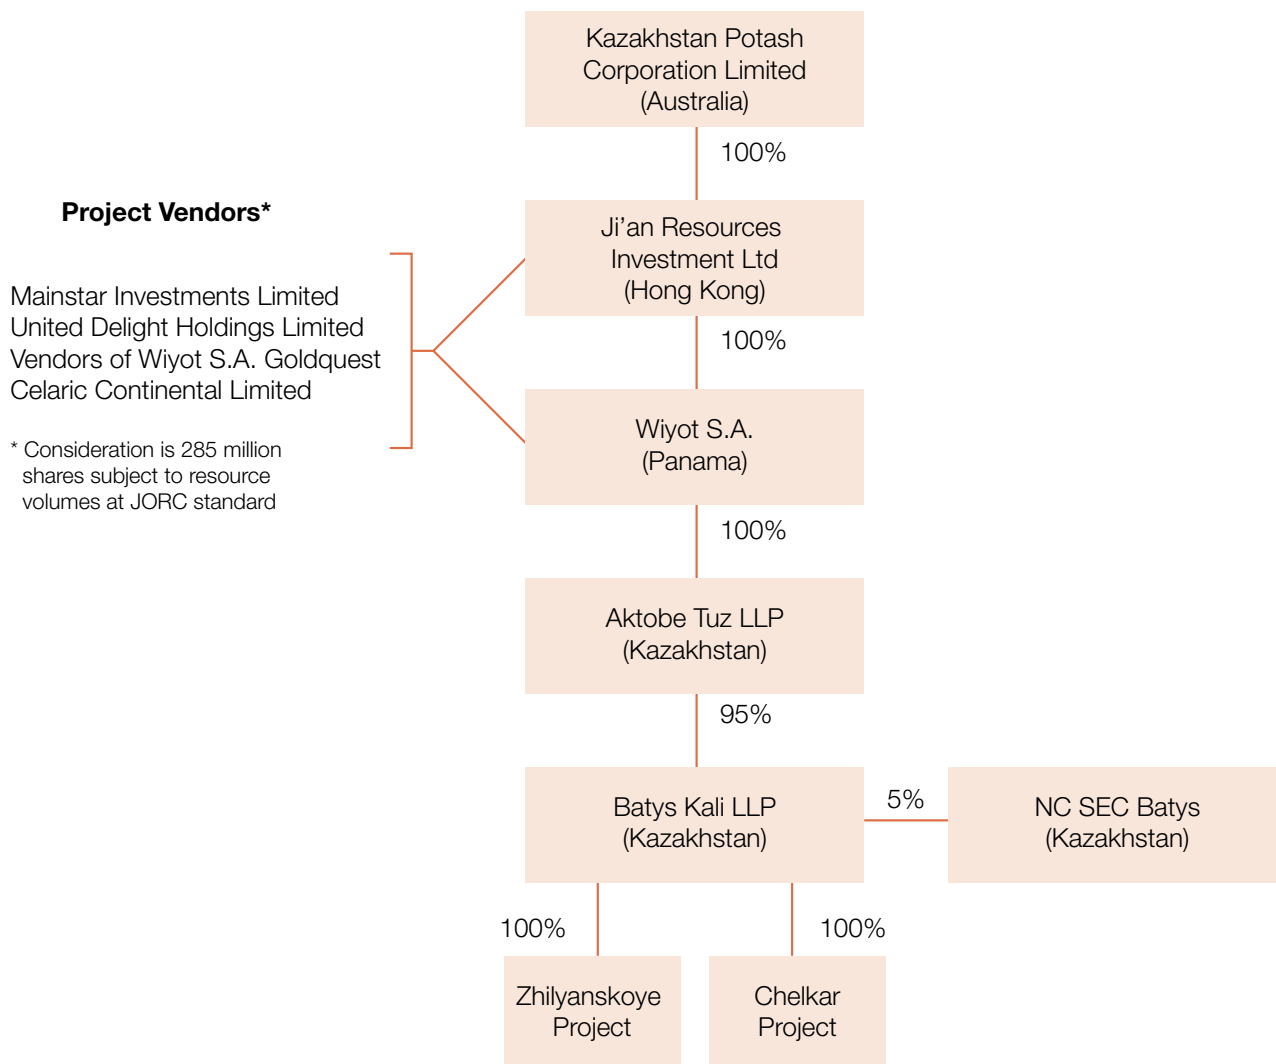 Kazakhstan Potash
Corporation Limited
(Australia)
100%
Project Vendors*
Mainstar Investments Limited
United Delight Holdings Limited
Vendors of Wiyot S.A. Goldquest
Celaric Continental Limited
* Consideration is 285 million
shares subject to resource
volumes at JORC standard
Ji’an Resources
Investment Ltd
(Hong Kong)
100%
Wiyot S.A.
(Panama)
100%
Aktobe Tuz LLP
(Kazakhstan)
95%
Batys Kali LLP
(Kazakhstan)
5%
NC SEC Batys
(Kazakhstan)
100%
100%
Zhilyanskoye
Project
Chelkar
Project